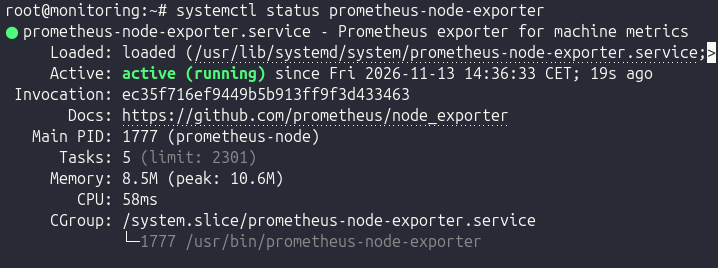 root@monitoring:~# systemctl status prometheus-node-exporter
● prometheus-node-exporter.service - Prometheus exporter for machine metrics
Loaded: loaded (/usr/lib/systemd/system/prometheus-node-exporter.service;>
Active: active (running) since Fri 2026-11-13 14:36:33 CET; 19s ago
Invocation: ec35f716ef9449b5b913ff9f3d433463
Docs: https://github.com/prometheus/node_exporter
Main PID: 1777 (prometheus-node)
Tasks: 5 (limit: 2301)
Memory: 8.5M (peak: 10.6M)
CPU: 58ms
CGroup: /system.slice/prometheus-node-exporter.service
└─1777 /usr/bin/prometheus-node-exporter